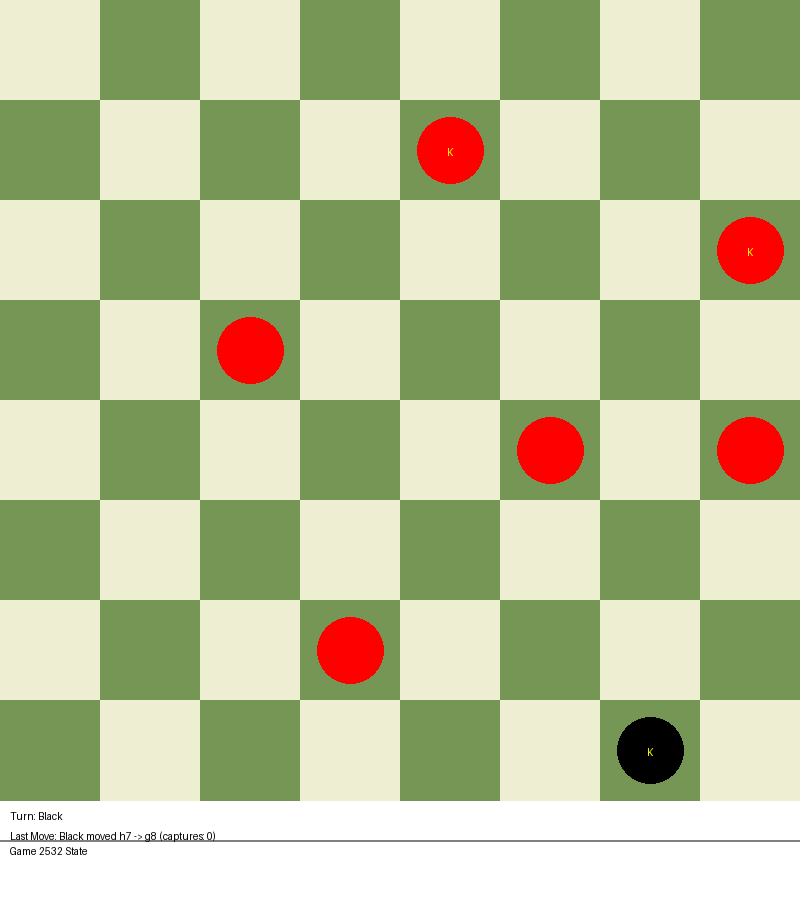 K
K
K
Turn: Black
Last Move: Black moved h7 -> g8 (captures: 0)
Game 2532 State